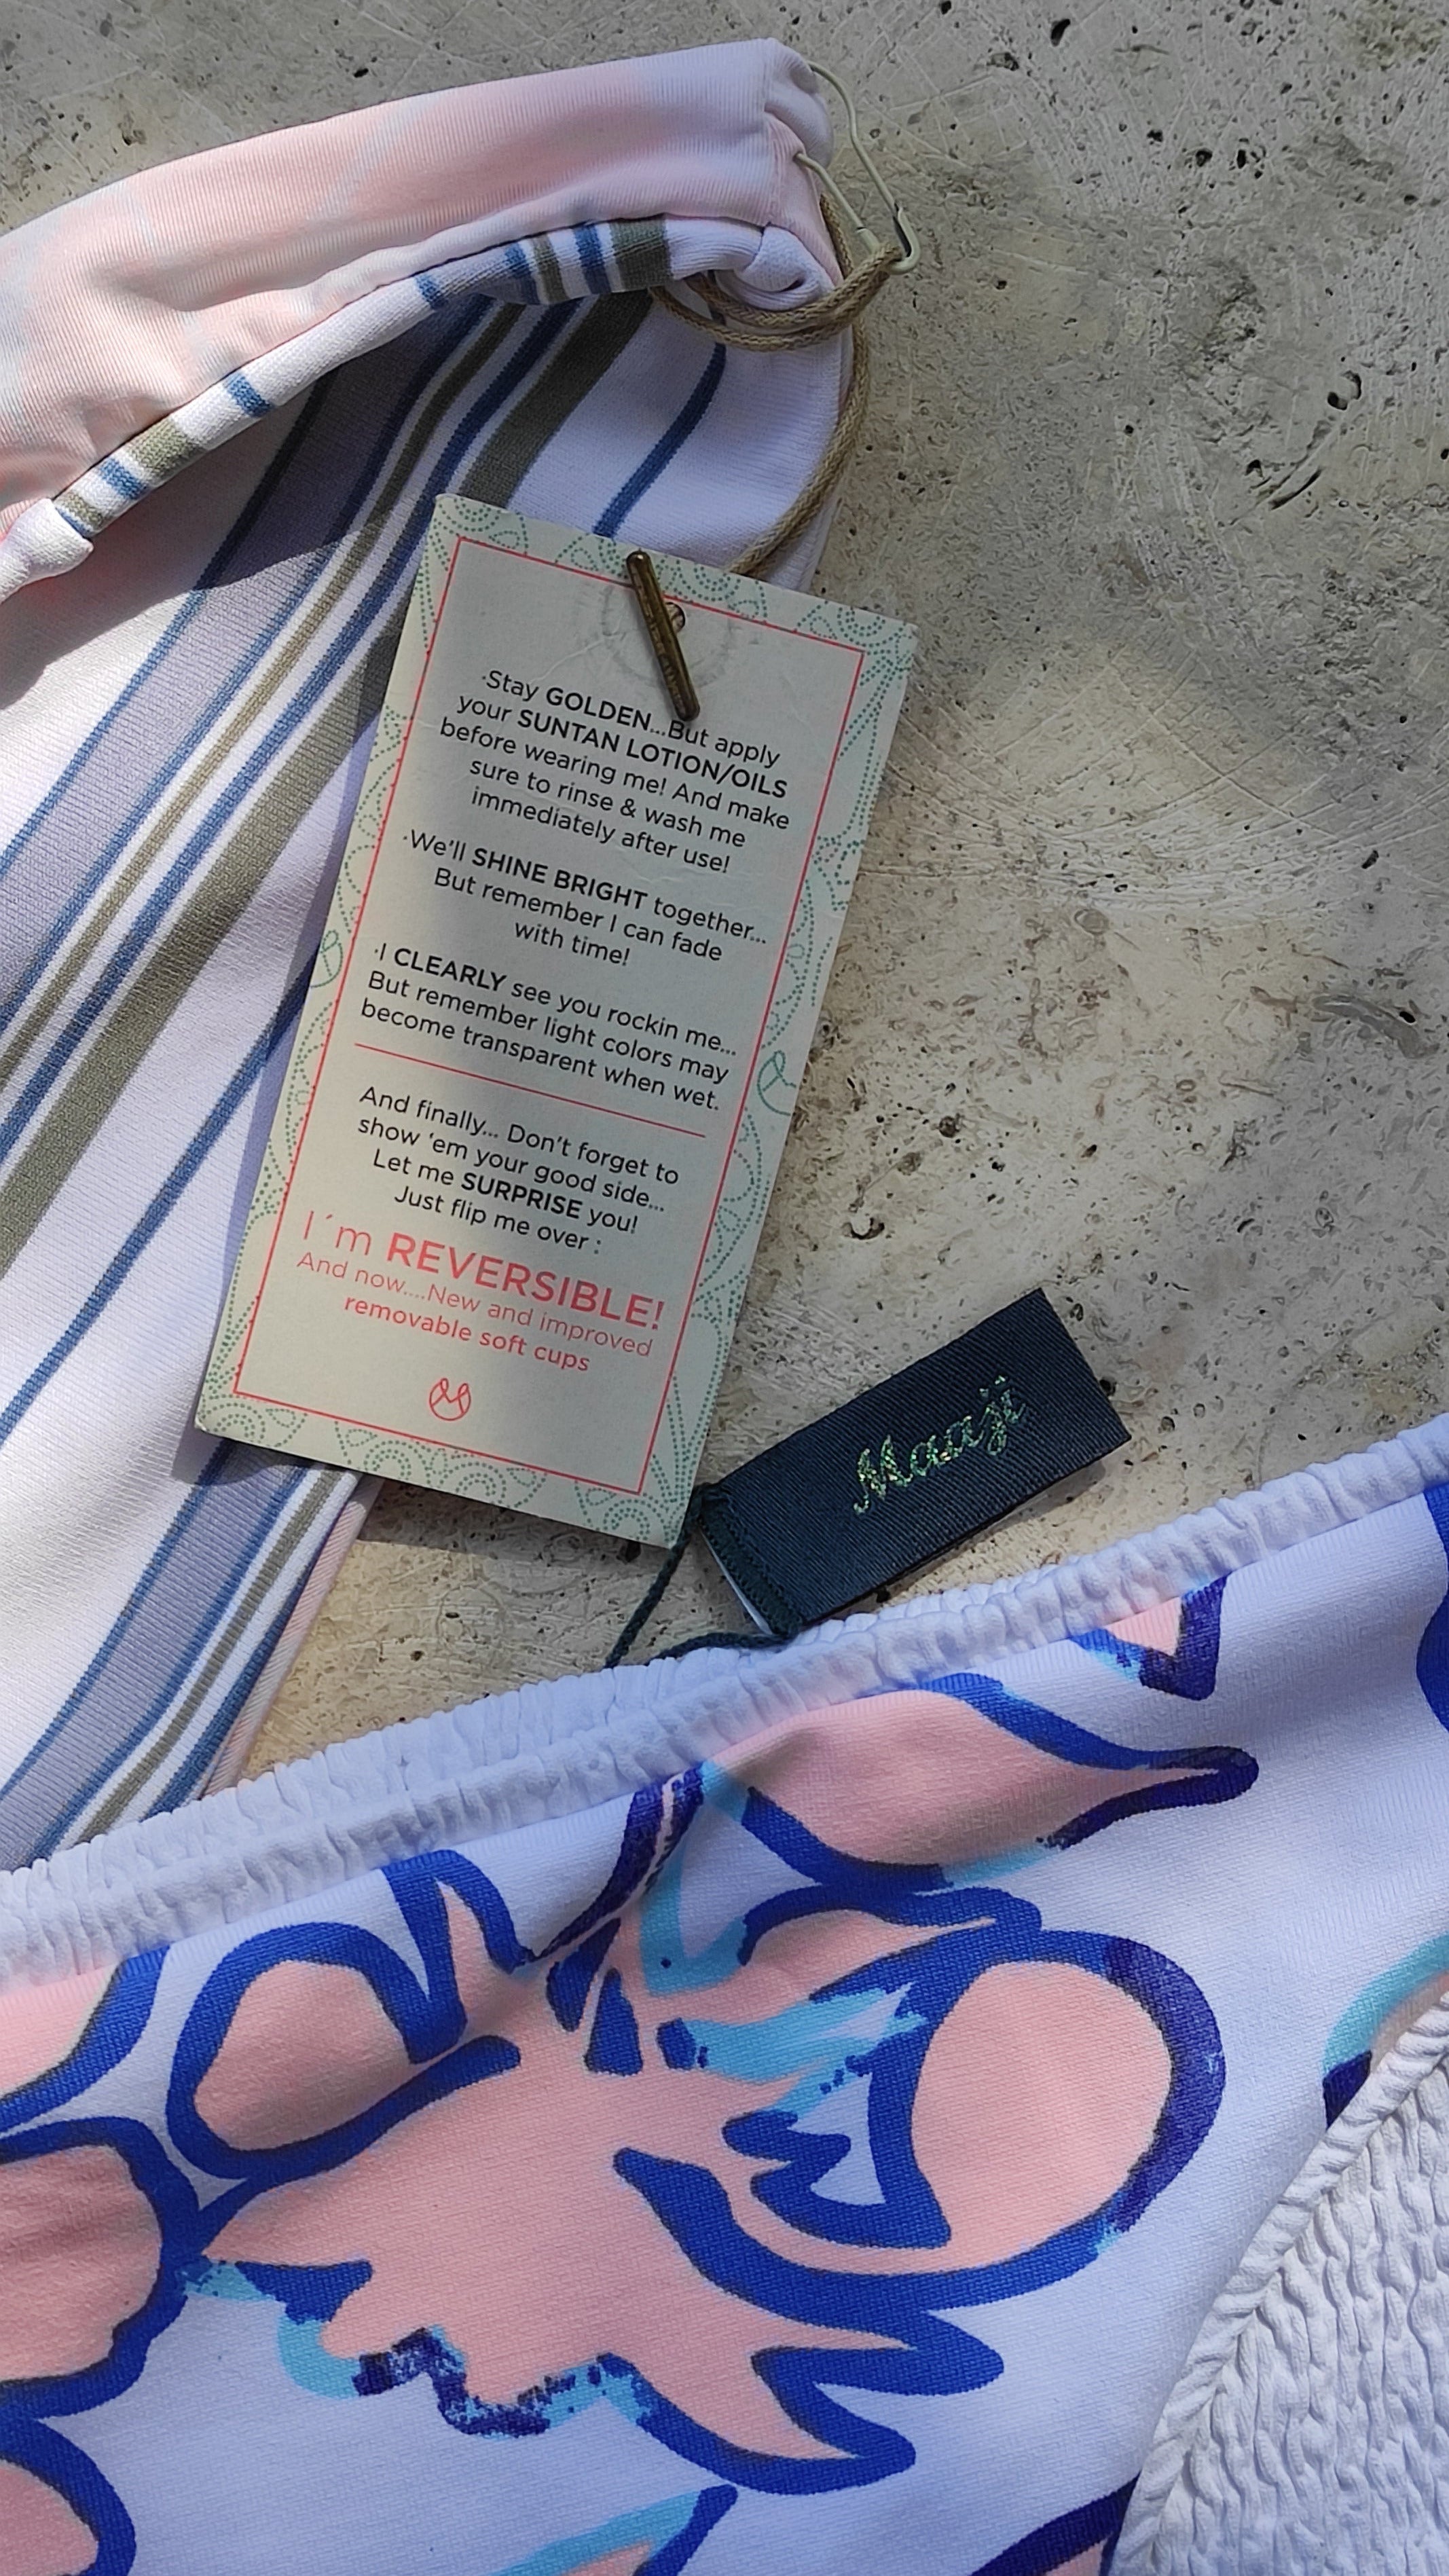 ·Stay GOLDEN...But apply
your SUNTAN LOTION/OILS
before wearing me! And make
sure to rinse & wash me
immediately after use!
·We'll SHINE BRIGHT together...
But remember I can fade
with time!
·I CLEARLY see you rockin me...
But remember light colors may
become transparent when wet.
And finally... Don't forget to
show 'em your good side...
Let me SURPRISE you!
Just flip me over :
I´m REVERSIBLE!
And now....New and improved
removable soft cups
Maaji